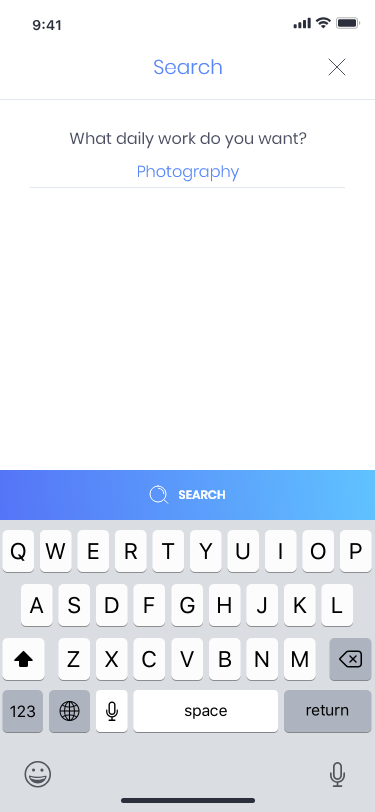 9:41
Search
What daily work do you want?
Photography
SEARCH
Q W E R T Y U I O P
A S D F G H J K L
Z X C V B N M
123 space return